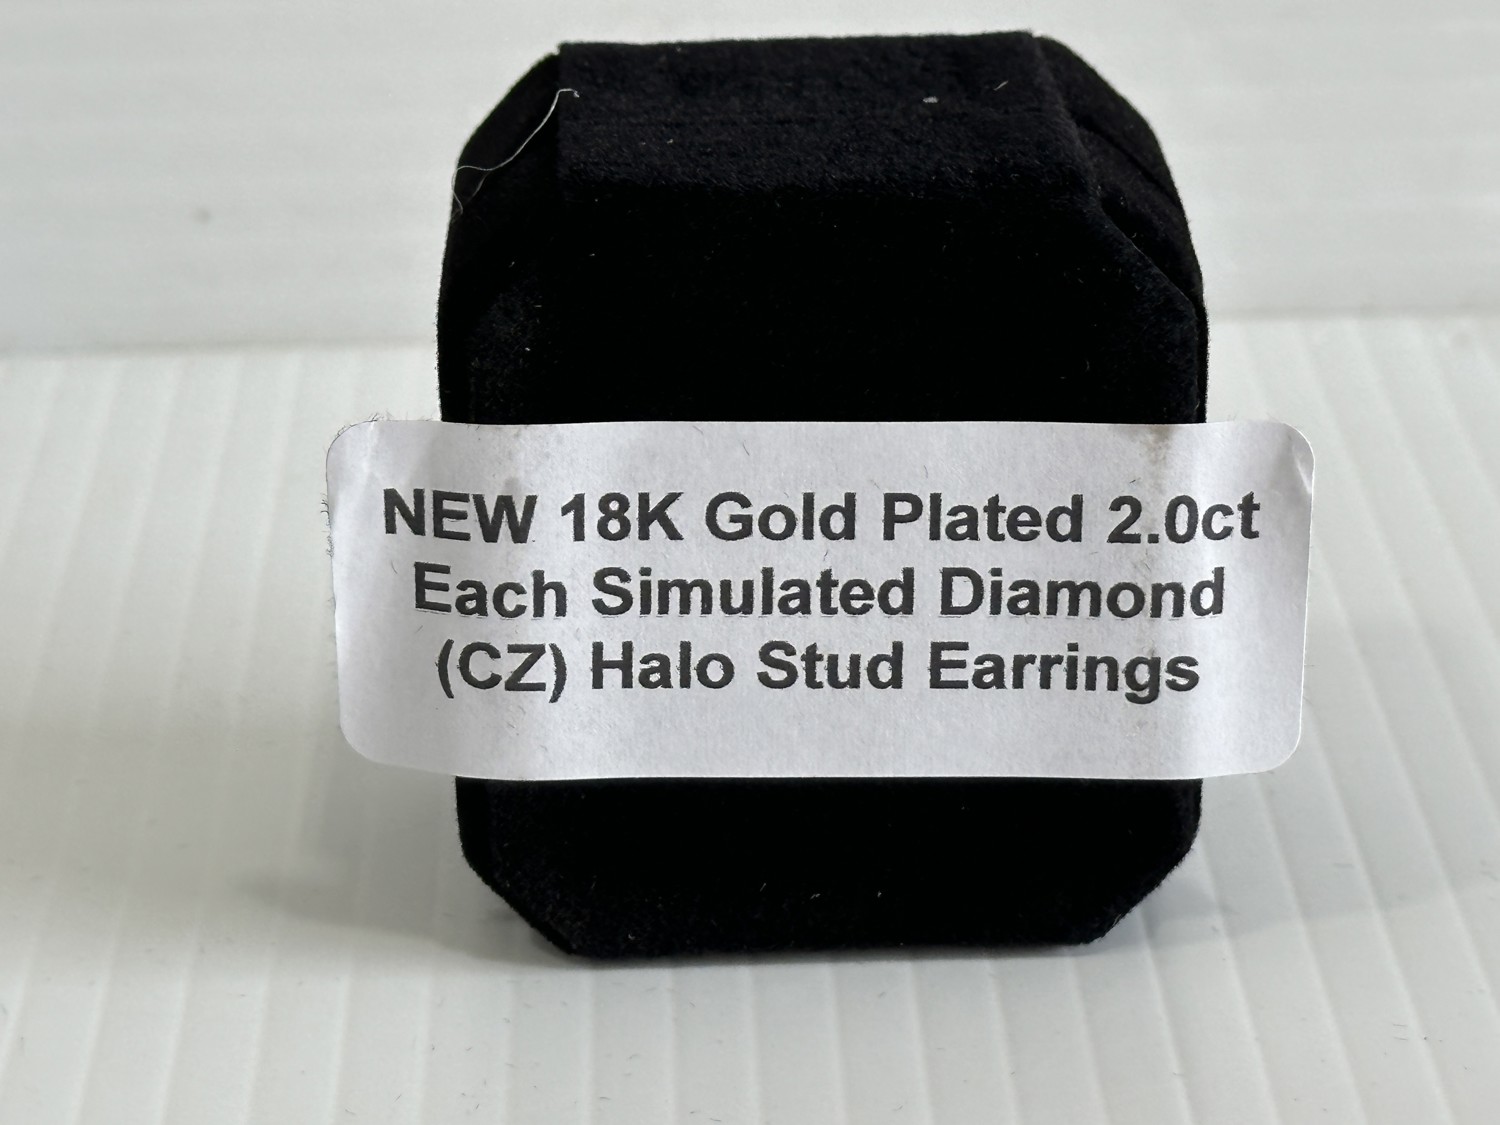 NEW 18K Gold Plated 2.0ct
Each Simulated Diamond
(CZ) Halo Stud Earrings